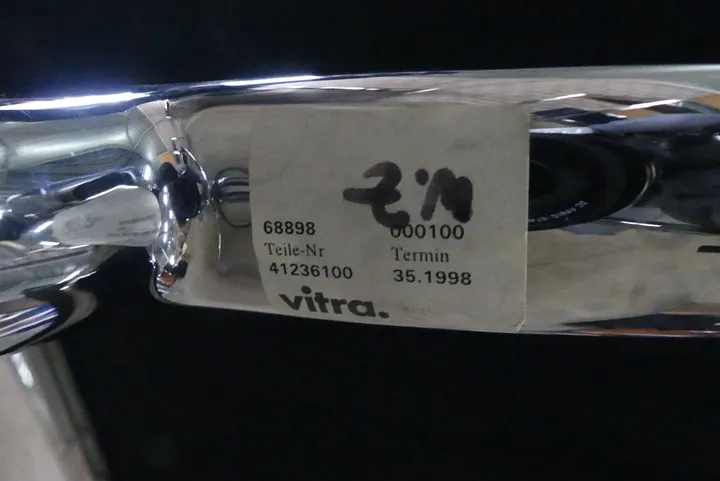 68898 000100
Teile-Nr Termin
41236100 35.1998
vitra.